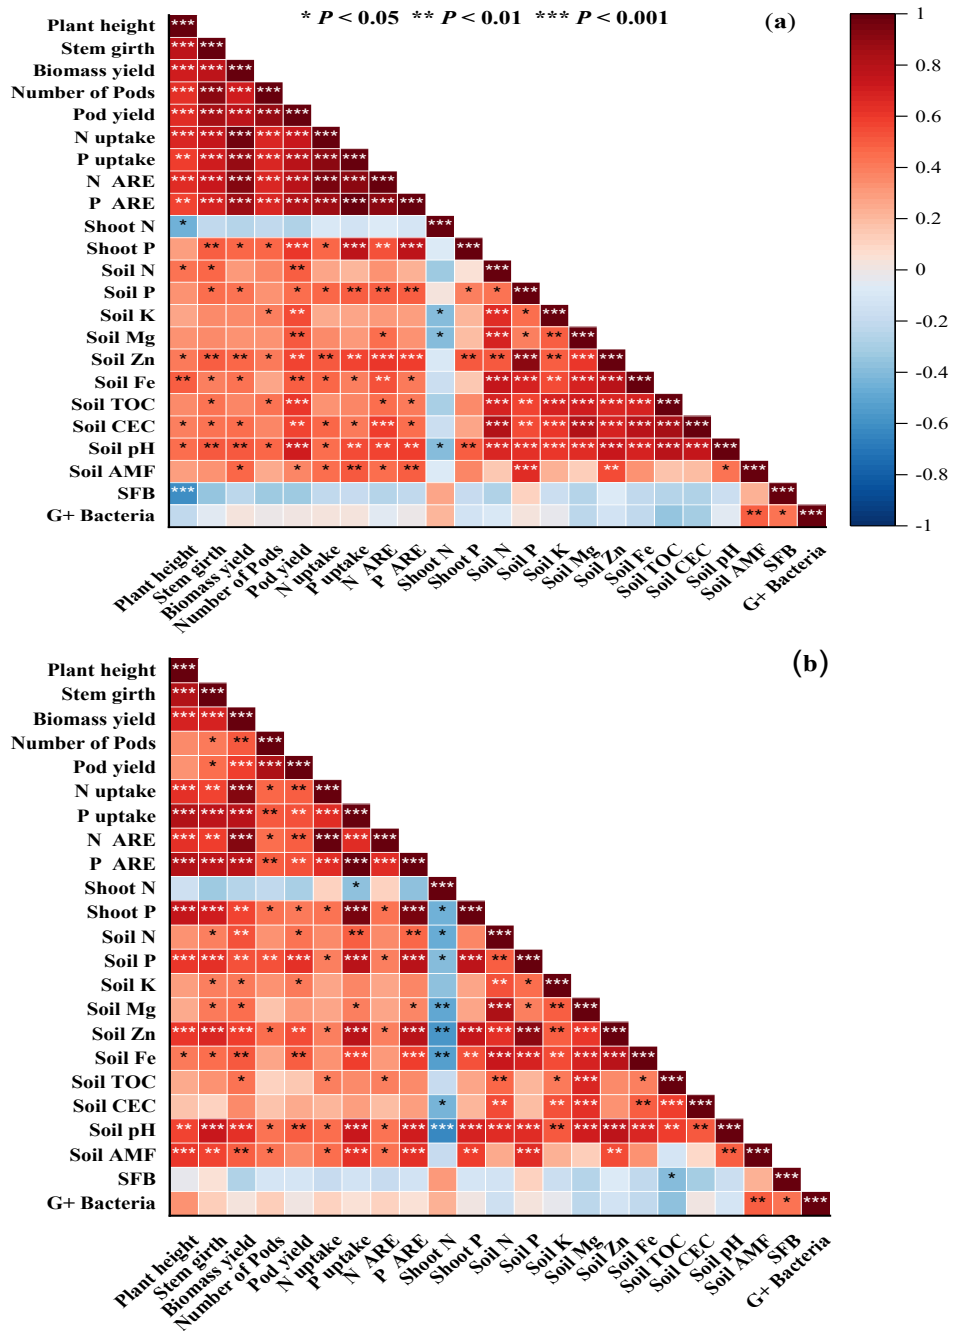 * P < 0.05 ** P < 0.01 *** P < 0.001
(a)
Plant height ***
Stem girth *** ***
Biomass yield *** *** ***
Number of Pods *** *** *** ***
Pod yield *** *** *** *** ***
N uptake *** *** *** *** *** ***
P uptake ** *** *** *** *** *** ***
N ARE *** *** *** *** *** *** *** ***
P ARE ** *** *** *** *** *** *** *** ***
Shoot N * ***
Shoot P ** * * *** * *** ** *** ***
Soil N * * ** ***
Soil P * * * * ** ** ** * * ***
Soil K * ** * *** * ***
Soil Mg ** * * *** * ** ***
Soil Zn * ** ** * ** ** ** *** *** ** ** *** ** *** ***
Soil Fe ** * * ** * * ** * *** *** ** *** *** ***
Soil TOC * * *** * * *** ** *** *** *** *** ***
Soil CEC * * * ** * * *** * *** *** *** *** *** *** *** ***
Soil pH * ** ** * *** * ** ** ** * ** *** *** *** *** *** *** *** *** ***
Soil AMF * * * ** * ** *** ** * ***
SFB *** ***
G+ Bacteria ** * ***
Plant height
Stem girth
Biomass yield
Number of Pods
Pod yield
N uptake
P uptake
N ARE
P ARE
Shoot N
Shoot P
Soil N
Soil P
Soil K
Soil Mg
Soil Zn
Soil Fe
Soil TOC
Soil CEC
Soil pH
Soil AMF
SFB
G+ Bacteria
1
0.8
0.6
0.4
0.2
0
-0.2
-0.4
-0.6
-0.8
-1
(b)
Plant height ***
Stem girth *** ***
Biomass yield *** *** ***
Number of Pods * ** ***
Pod yield * *** *** ***
N uptake *** ** *** * ** ***
P uptake *** *** *** ** ** *** ***
N ARE *** ** *** * ** *** *** ***
P ARE *** *** *** ** ** *** *** *** ***
Shoot N * ***
Shoot P *** *** ** * * * *** * *** * ***
Soil N * ** * ** ** * ***
Soil P *** *** ** ** *** * *** * *** * *** ** ***
Soil K * * * ** * ***
Soil Mg * * * * ** *** * ** ***
Soil Zn *** *** *** * ** * *** * *** ** *** *** *** ** *** ***
Soil Fe * * ** ** *** *** ** ** *** *** ** *** *** ***
Soil TOC * * * ** * *** * ***
Soil CEC * ** ** *** ** *** ***
Soil pH ** *** *** * ** * *** * *** *** *** *** *** ** *** *** *** ** ** ***
Soil AMF *** ** ** * * *** * *** ** *** ** ** ***
SFB * ***
G+ Bacteria ** * ***
Plant height
Stem girth
Biomass yield
Number of Pods
Pod yield
N uptake
P uptake
N ARE
P ARE
Shoot N
Shoot P
Soil N
Soil P
Soil K
Soil Mg
Soil Zn
Soil Fe
Soil TOC
Soil CEC
Soil pH
Soil AMF
SFB
G+ Bacteria